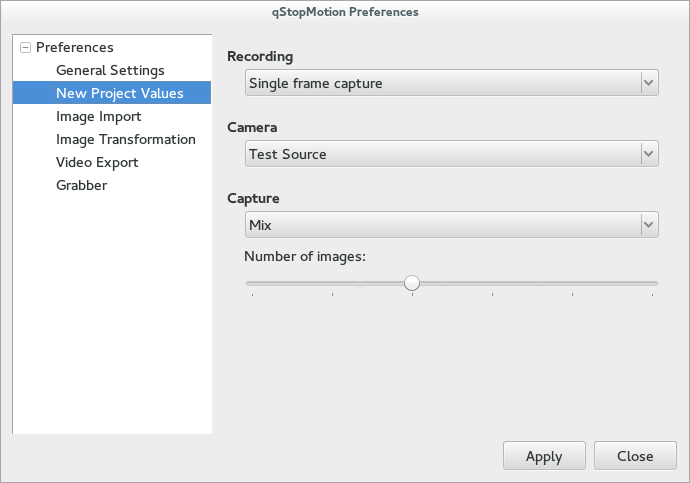 qStopMotion Preferences
Preferences
General Settings
New Project Values
Image Import
Image Transformation
Video Export
Grabber
Recording
Single frame capture
Camera
Test Source
Capture
Mix
Number of images:
Apply
Close